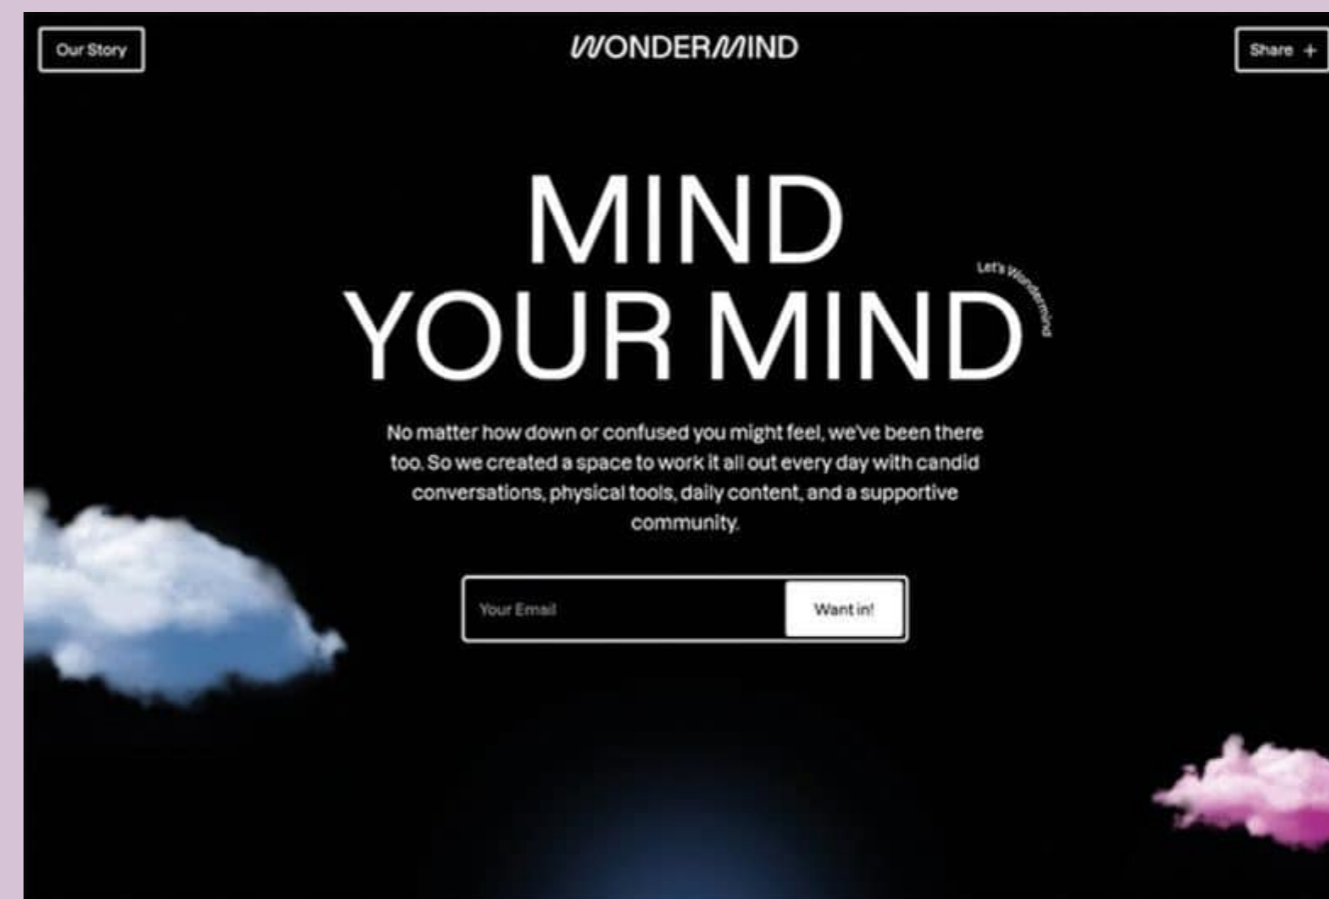 Our Story
WONDERMIND
Share +
MIND
YOUR MIND
Let's Wondermind
No matter how down or confused you might feel, we've been there
too. So we created a space to work it all out every day with candid
conversations, physical tools, daily content, and a supportive
community.
Your Email
Want in!